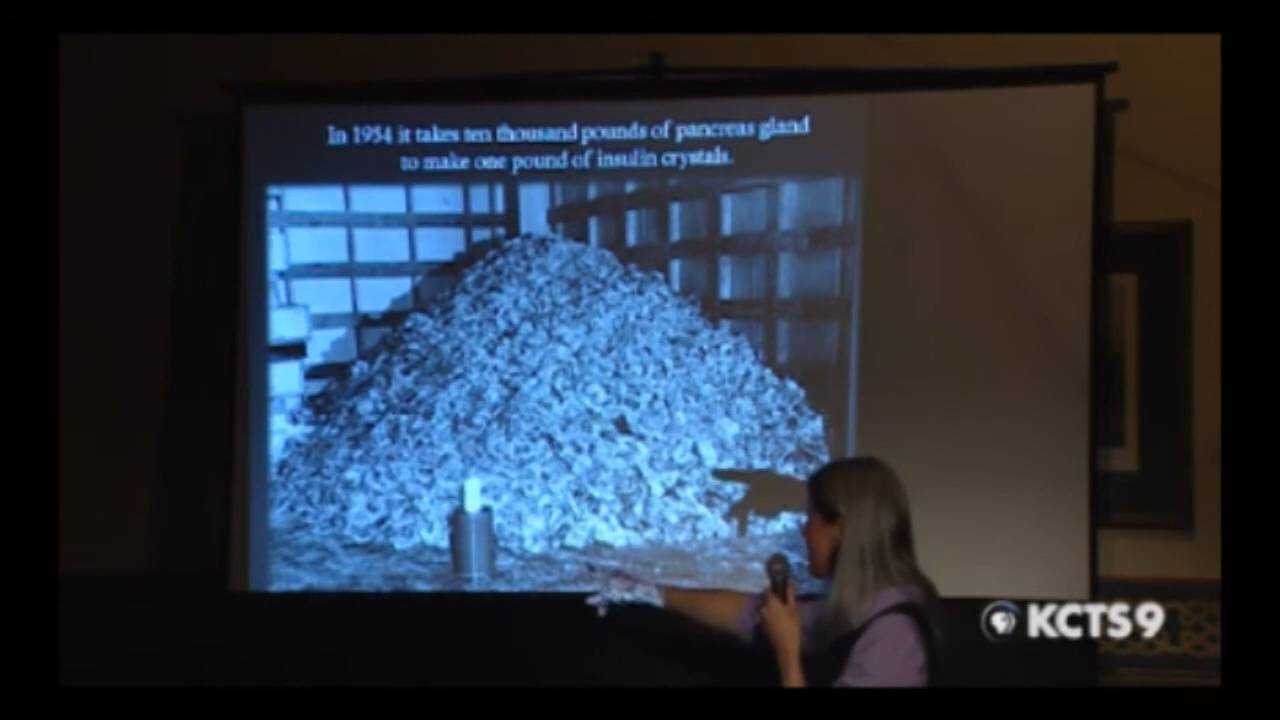 In 1954 it takes ten thousand pounds of pancreas gland
to make one pound of insulin crystals.
KCTS9